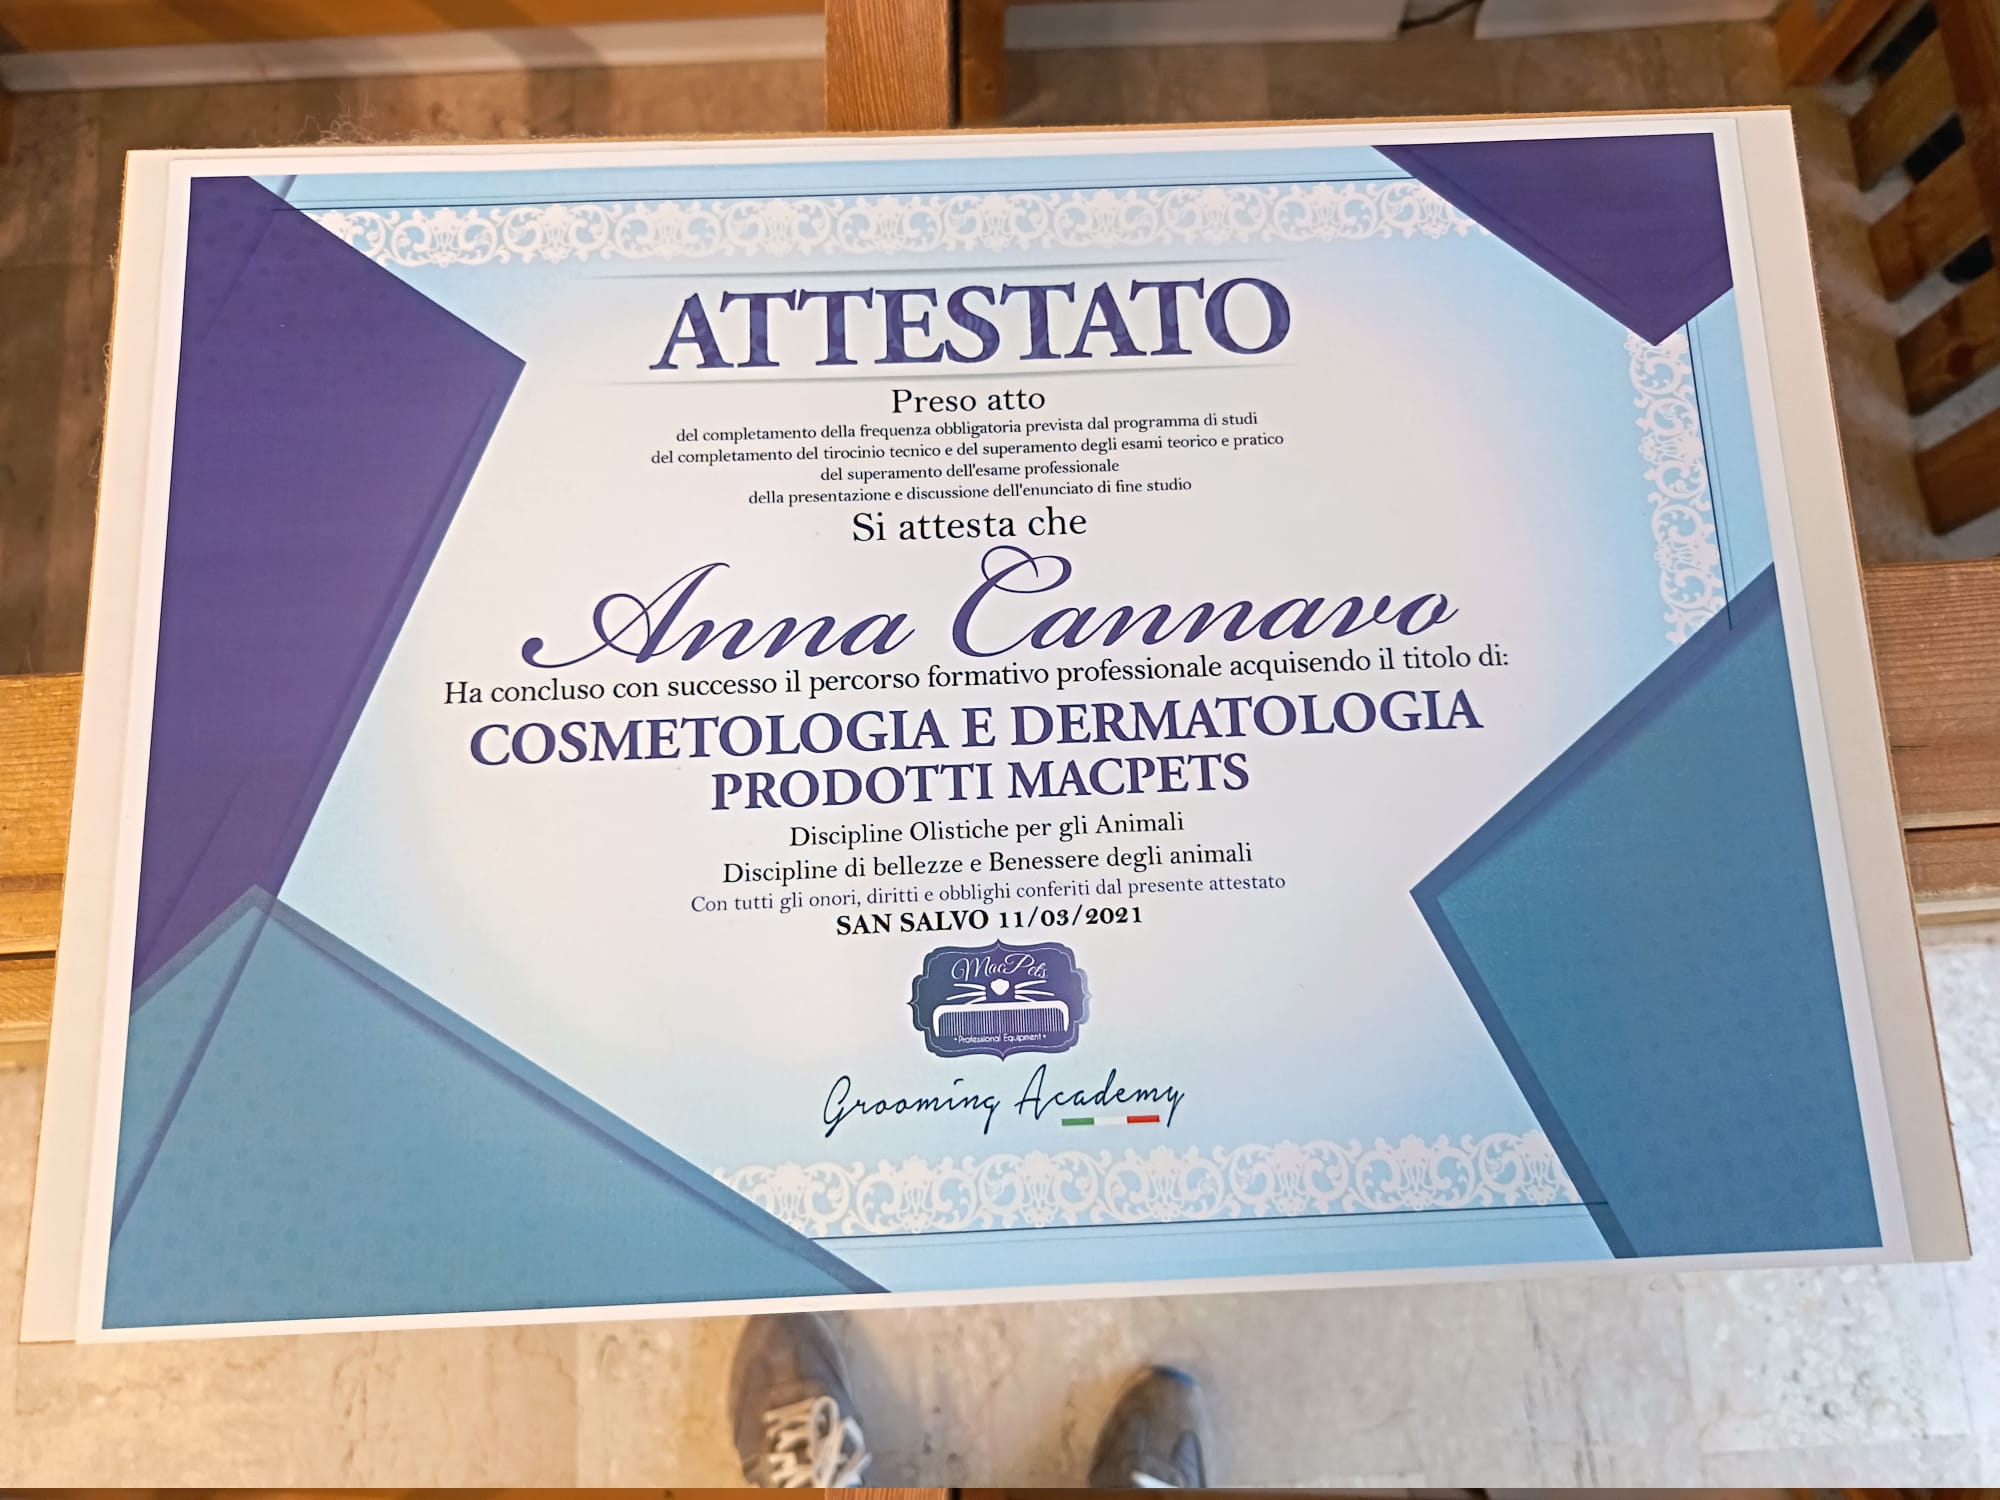 ATTESTATO
Preso atto
del completamento della frequenza obbligatoria prevista dal programma di studi
del completamento del tirocinio tecnico e del superamento degli esami teorico e pratico
del superamento dell'esame professionale
della presentazione e discussione dell'enunciato di fine studio
Si attesta che
Anna Cannavo
Ha concluso con successo il percorso formativo professionale acquisendo il titolo di:
COSMETOLOGIA E DERMATOLOGIA
PRODOTTI MACPETS
Discipline Olistiche per gli Animali
Discipline di bellezze e Benessere degli animali
Con tutti gli onori, diritti e obblighi conferiti dal presente attestato
SAN SALVO 11/03/2021
MacPets
• Professional Equipment •
Grooming Academy